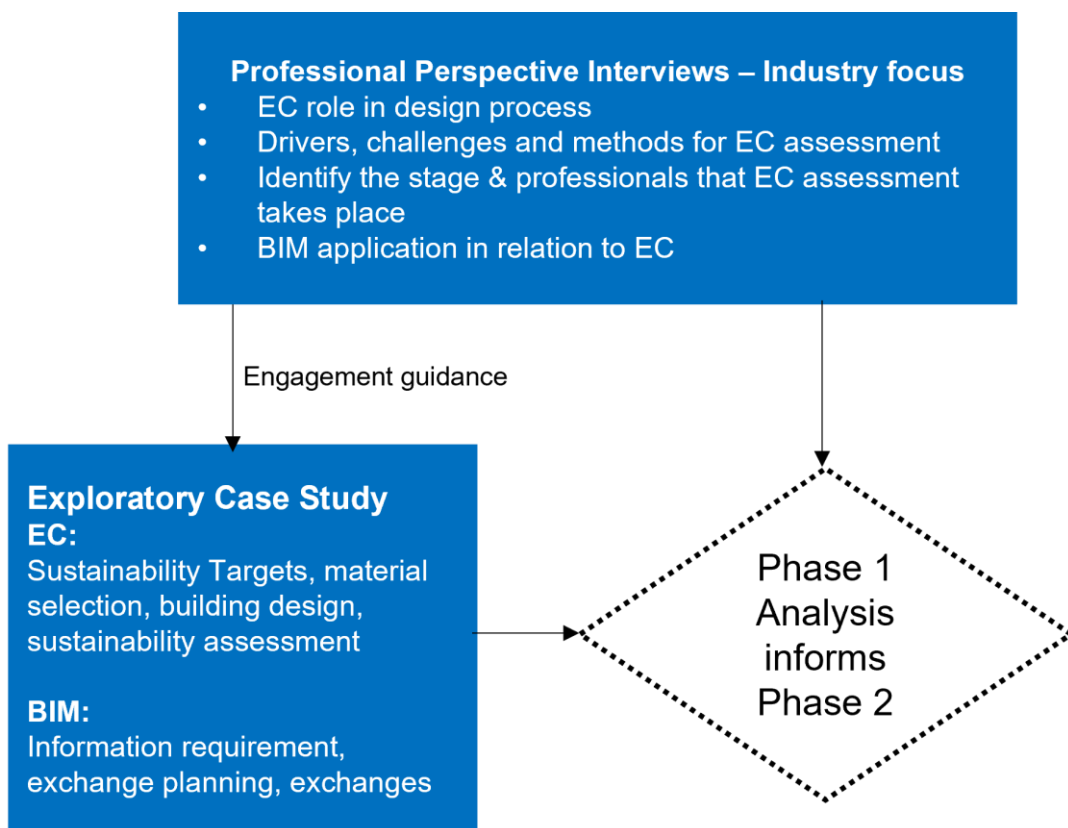 Professional Perspective Interviews – Industry focus
• EC role in design process
• Drivers, challenges and methods for EC assessment
• Identify the stage & professionals that EC assessment
takes place
• BIM application in relation to EC
Engagement guidance
Exploratory Case Study
EC:
Sustainability Targets, material
selection, building design,
sustainability assessment
BIM:
Information requirement,
exchange planning, exchanges
Phase 1
Analysis
informs
Phase 2